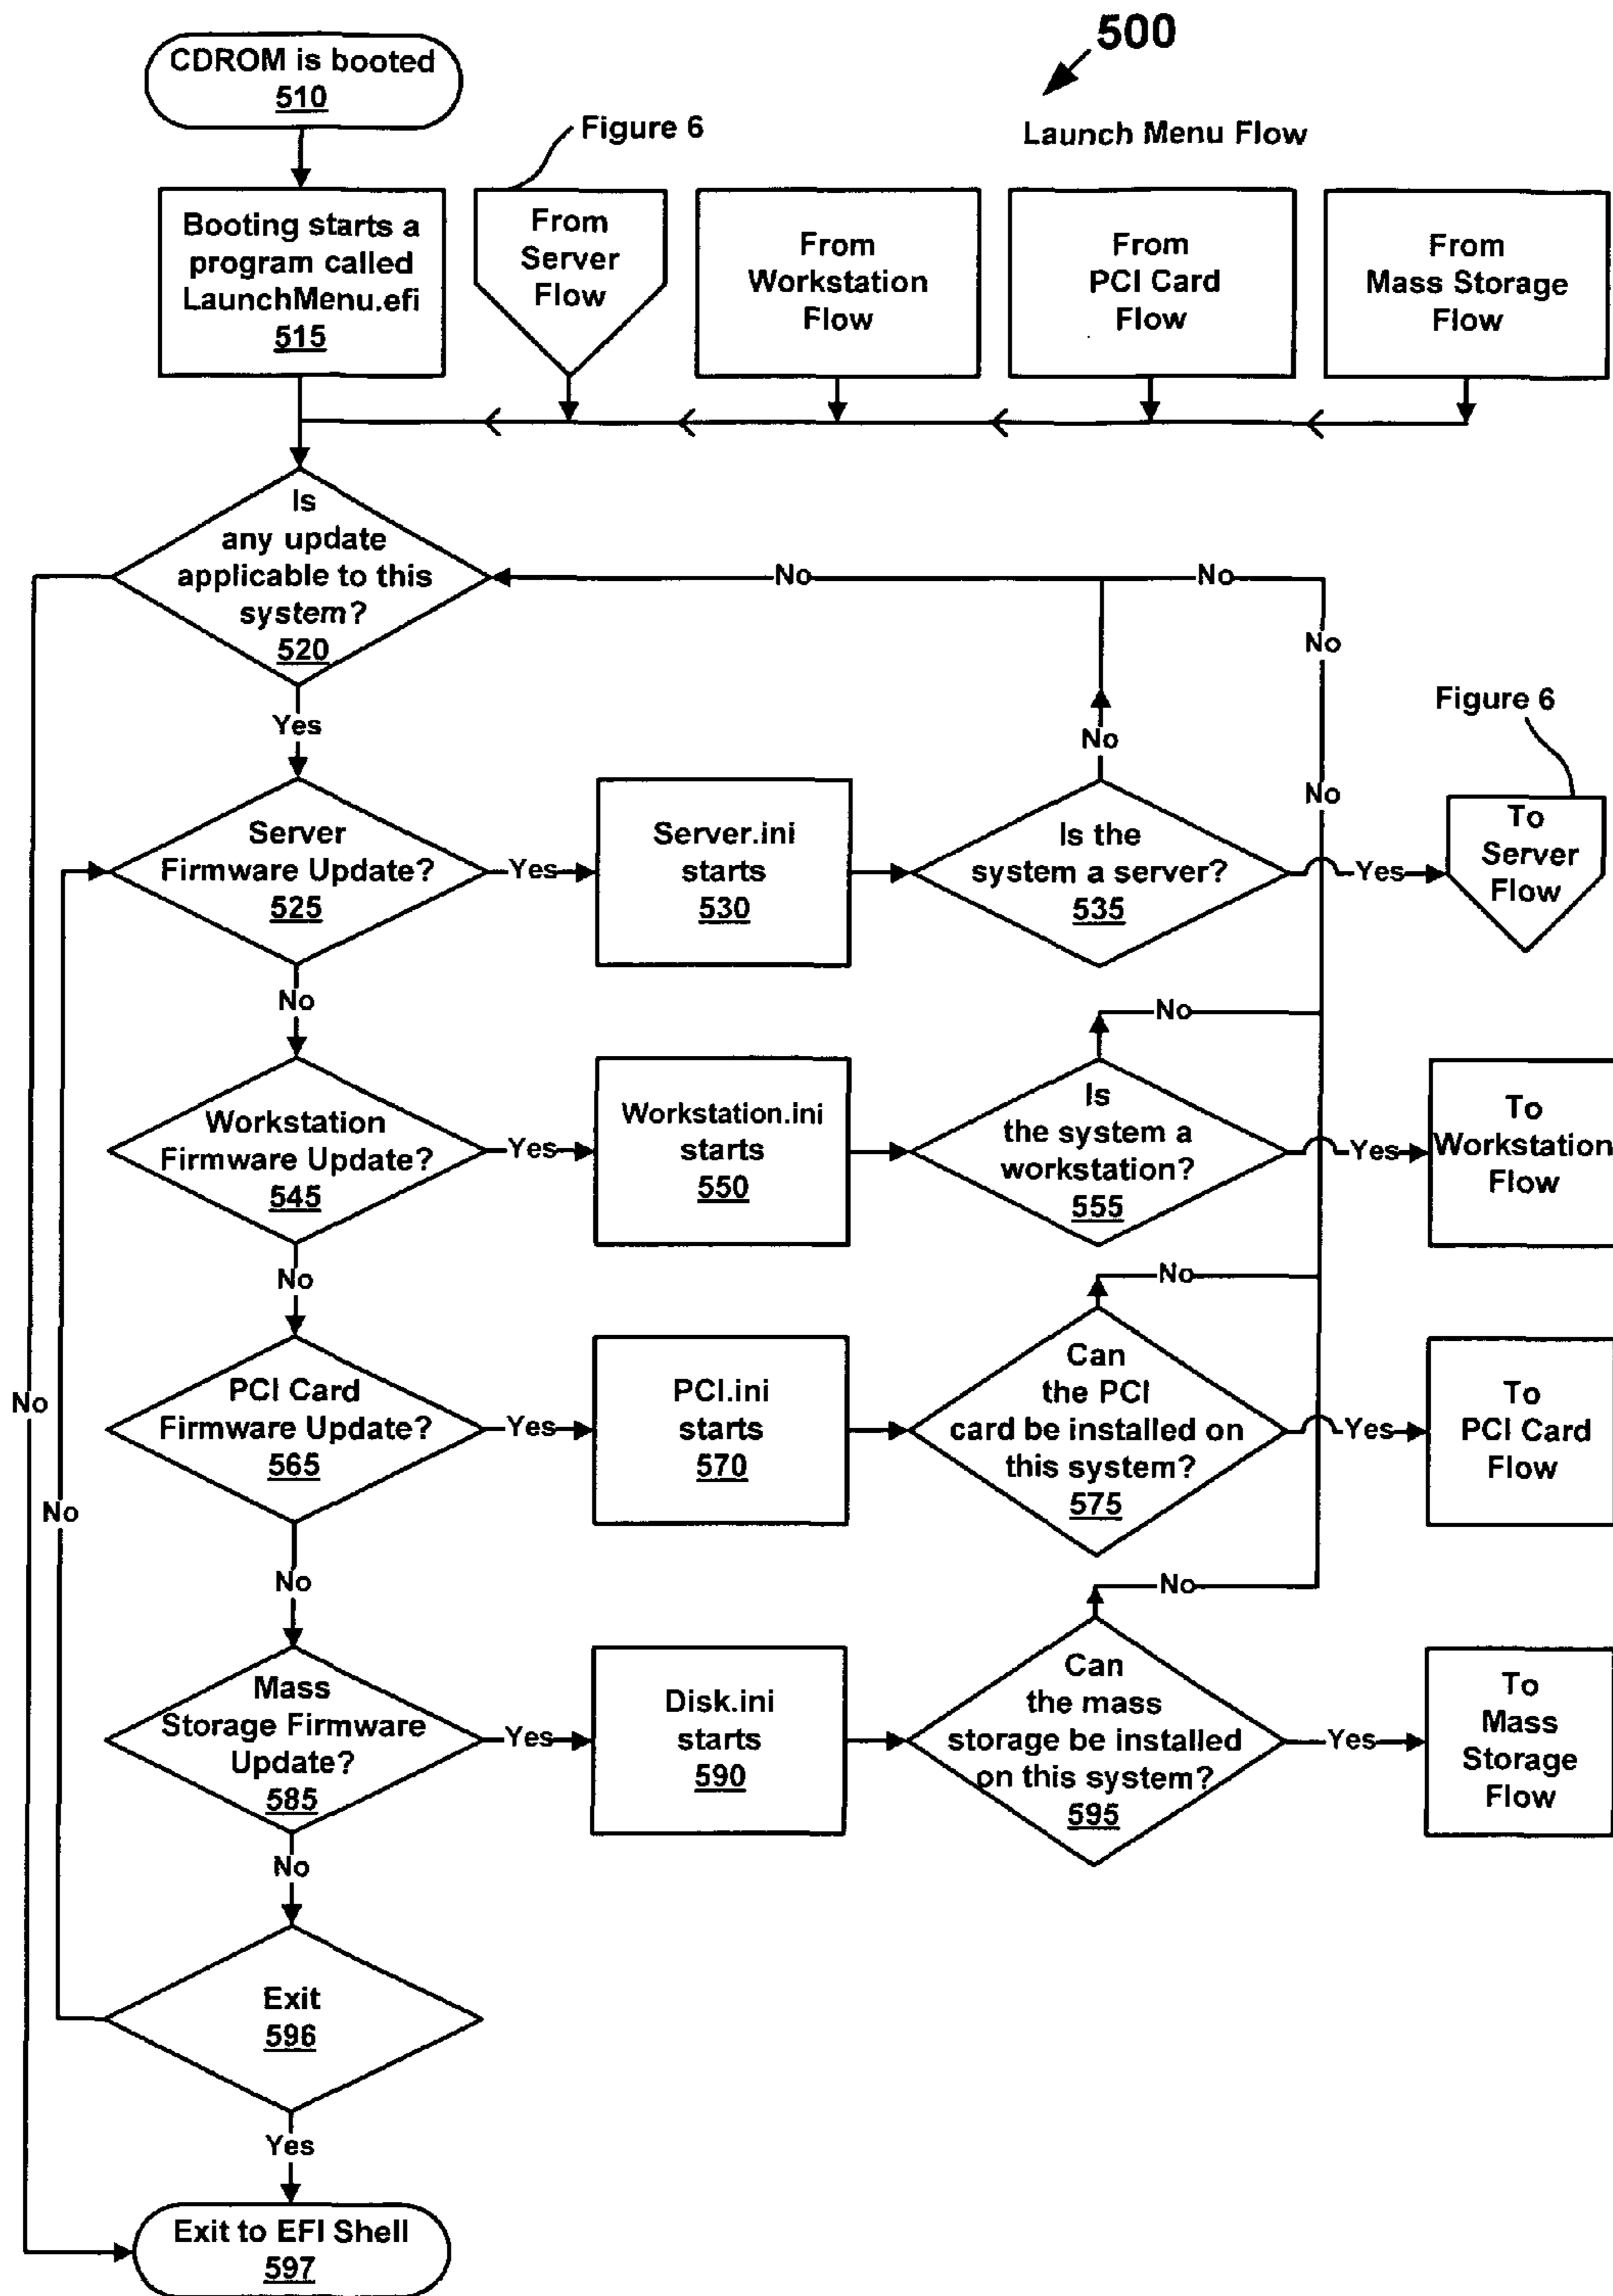 500
CDROM is booted
510
Figure 6
Launch Menu Flow
Booting starts a
program called
LaunchMenu.efi
515
From
Server
Flow
From
Workstation
Flow
From
PCI Card
Flow
From
Mass Storage
Flow
Is
any update
applicable to this
system?
520
No
No
No
Yes
No
No
Figure 6
Server
Firmware Update?
525
Yes
Server.ini
starts
530
Is the
system a server?
535
Yes
To
Server
Flow
No
No
Workstation
Firmware Update?
545
Yes
Workstation.ini
starts
550
Is
the system a
workstation?
555
Yes
To
Workstation
Flow
No
No
No
PCI Card
Firmware Update?
565
Yes
PCI.ini
starts
570
Can
the PCI
card be installed on
this system?
575
Yes
To
PCI Card
Flow
No
No
No
Mass
Storage Firmware
Update?
585
Yes
Disk.ini
starts
590
Can
the mass
storage be installed
on this system?
595
Yes
To
Mass
Storage
Flow
No
Exit
596
Yes
Exit to EFI Shell
597